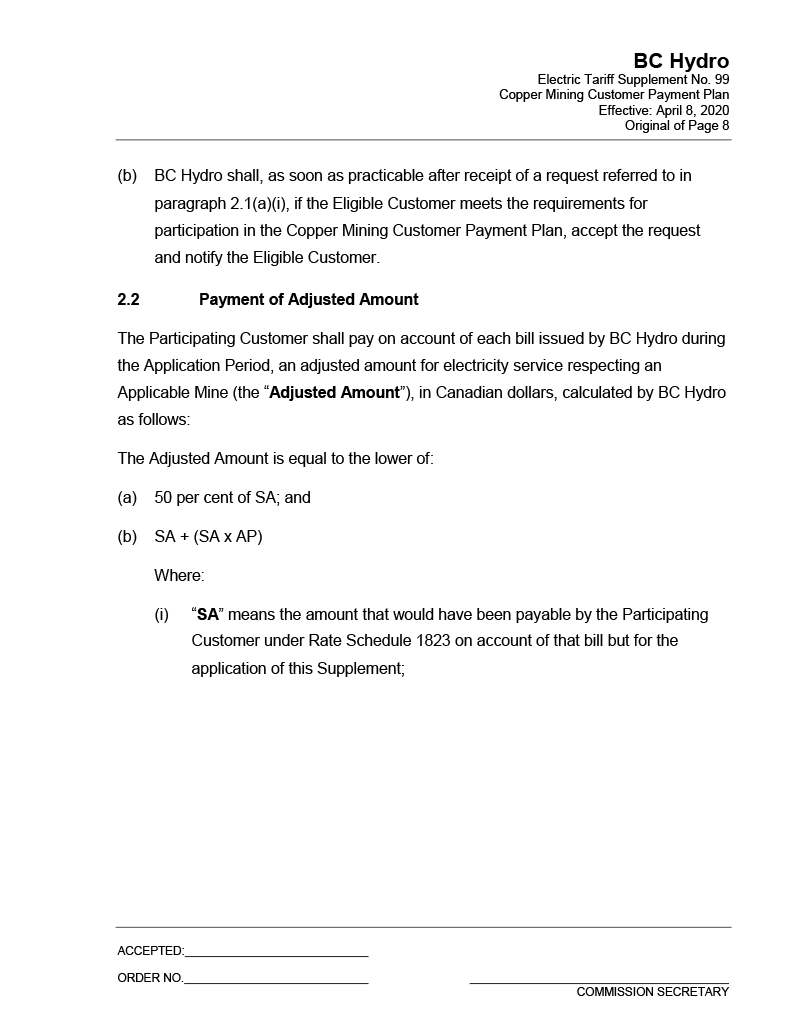 BC Hydro
Electric Tariff Supplement No. 99
Copper Mining Customer Payment Plan
Effective: April 8, 2020
Original of Page 8
(b) BC Hydro shall, as soon as practicable after receipt of a request referred to in
paragraph 2.1(a)(i), if the Eligible Customer meets the requirements for
participation in the Copper Mining Customer Payment Plan, accept the request
and notify the Eligible Customer.
2.2 Payment of Adjusted Amount
The Participating Customer shall pay on account of each bill issued by BC Hydro during
the Application Period, an adjusted amount for electricity service respecting an
Applicable Mine (the “Adjusted Amount”), in Canadian dollars, calculated by BC Hydro
as follows:
The Adjusted Amount is equal to the lower of:
(a) 50 per cent of SA; and
(b) SA + (SA x AP)
Where:
(i) “SA” means the amount that would have been payable by the Participating
Customer under Rate Schedule 1823 on account of that bill but for the
application of this Supplement;
ACCEPTED:
ORDER NO.
COMMISSION SECRETARY